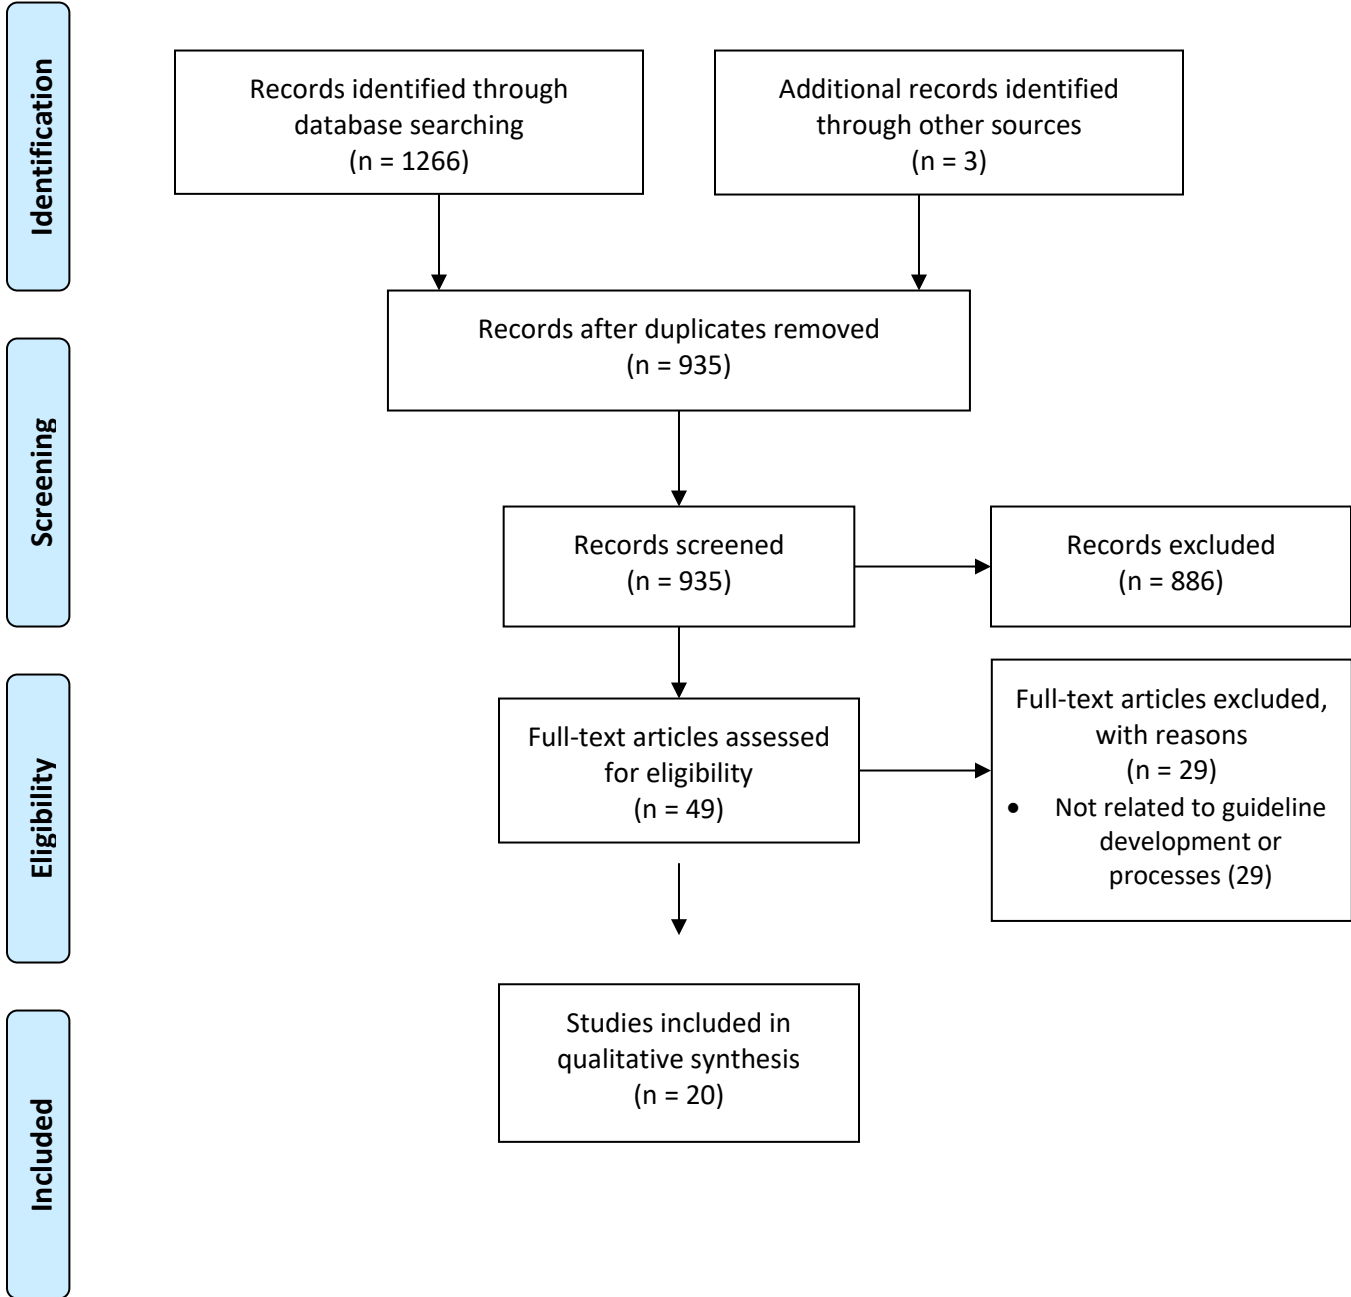 Identification
Records identified through
database searching
(n = 1266)
Additional records identified
through other sources
(n = 3)
Records after duplicates removed
(n = 935)
Screening
Records screened
(n = 935)
Records excluded
(n = 886)
Eligibility
Full-text articles assessed
for eligibility
(n = 49)
Full-text articles excluded,
with reasons
(n = 29)
• Not related to guideline
development or
processes (29)
Included
Studies included in
qualitative synthesis
(n = 20)